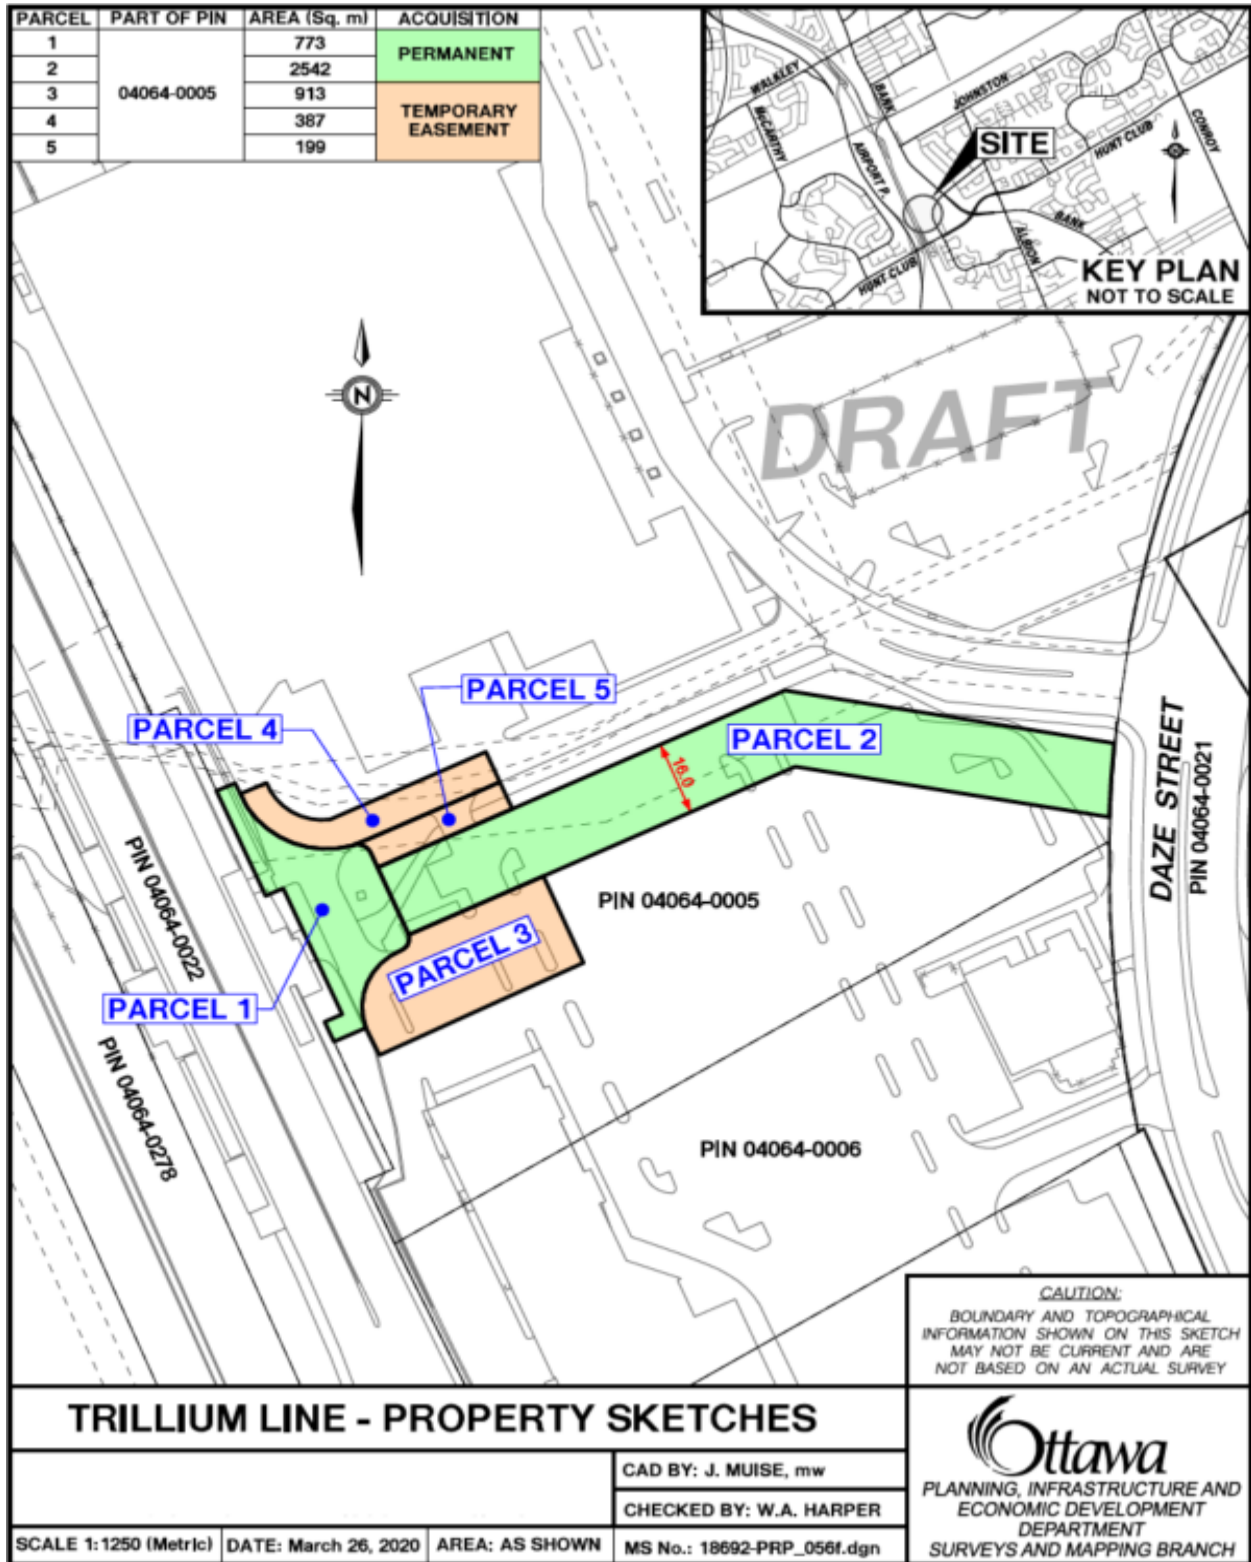 PARCEL PART OF PIN AREA (Sq. m) ACQUISITION
1 773
2 2542
PERMANENT
3 913
04064-0005
4 387
5 199
TEMPORARY
EASEMENT
WALKLEY
McCARTHY
BANK
JOHNSTON
AIRPORT P.
SITE
HUNT CLUB
CONROY
BANK
ALBION
HUNT CLUB
KEY PLAN
NOT TO SCALE
N
DRAFT
PARCEL 5
PARCEL 4
PARCEL 2
16.0
DAZE STREET
PIN 04064-0021
PIN 04064-0022
PIN 04064-0005
PARCEL 3
PARCEL 1
PIN 04064-0278
PIN 04064-0006
CAUTION:
BOUNDARY AND TOPOGRAPHICAL
INFORMATION SHOWN ON THIS SKETCH
MAY NOT BE CURRENT AND ARE
NOT BASED ON AN ACTUAL SURVEY
TRILLIUM LINE - PROPERTY SKETCHES
CAD BY: J. MUISE, mw
CHECKED BY: W.A. HARPER
SCALE 1:1250 (Metric) DATE: March 26, 2020 AREA: AS SHOWN MS No.: 18692-PRP_056f.dgn
Ottawa
PLANNING, INFRASTRUCTURE AND
ECONOMIC DEVELOPMENT
DEPARTMENT
SURVEYS AND MAPPING BRANCH